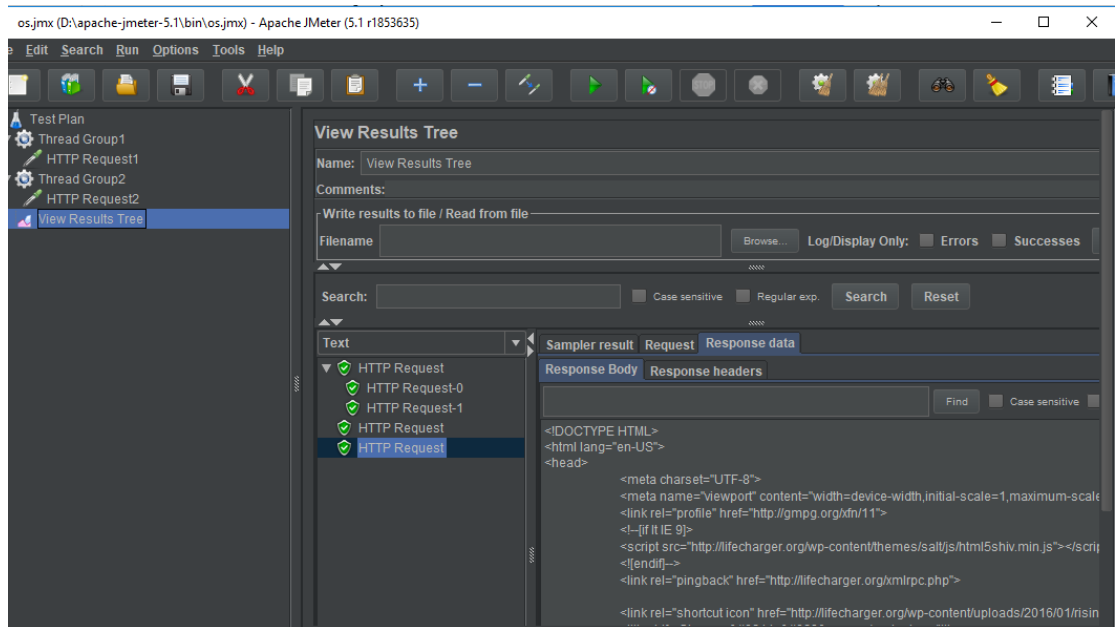 os.jmx (D:\apache-jmeter-5.1\bin\os.jmx) - Apache JMeter (5.1 r1853635)
Edit Search Run Options Tools Help
Test Plan
Thread Group1
HTTP Request1
Thread Group2
HTTP Request2
View Results Tree
View Results Tree
Name: View Results Tree
Comments:
Write results to file / Read from file
Filename Browse... Log/Display Only: Errors Successes
Search: Case sensitive Regular exp. Search Reset
Text
HTTP Request
HTTP Request-0
HTTP Request-1
HTTP Request
HTTP Request
Sampler result Request Response data
Response Body Response headers
Find Case sensitive
<!DOCTYPE HTML>
<html lang="en-US">
<head>
<meta charset="UTF-8">
<meta name="viewport" content="width=device-width,initial-scale=1,maximum-scale
<link rel="profile" href="http://gmpg.org/xfn/11">
<!--[if lt IE 9]>
<script src="http://lifecharger.org/wp-content/themes/salt/js/html5shiv.min.js"></scrip
<![endif]-->
<link rel="pingback" href="http://lifecharger.org/xmlrpc.php">
<link rel="shortcut icon" href="http://lifecharger.org/wp-content/uploads/2016/01/risin